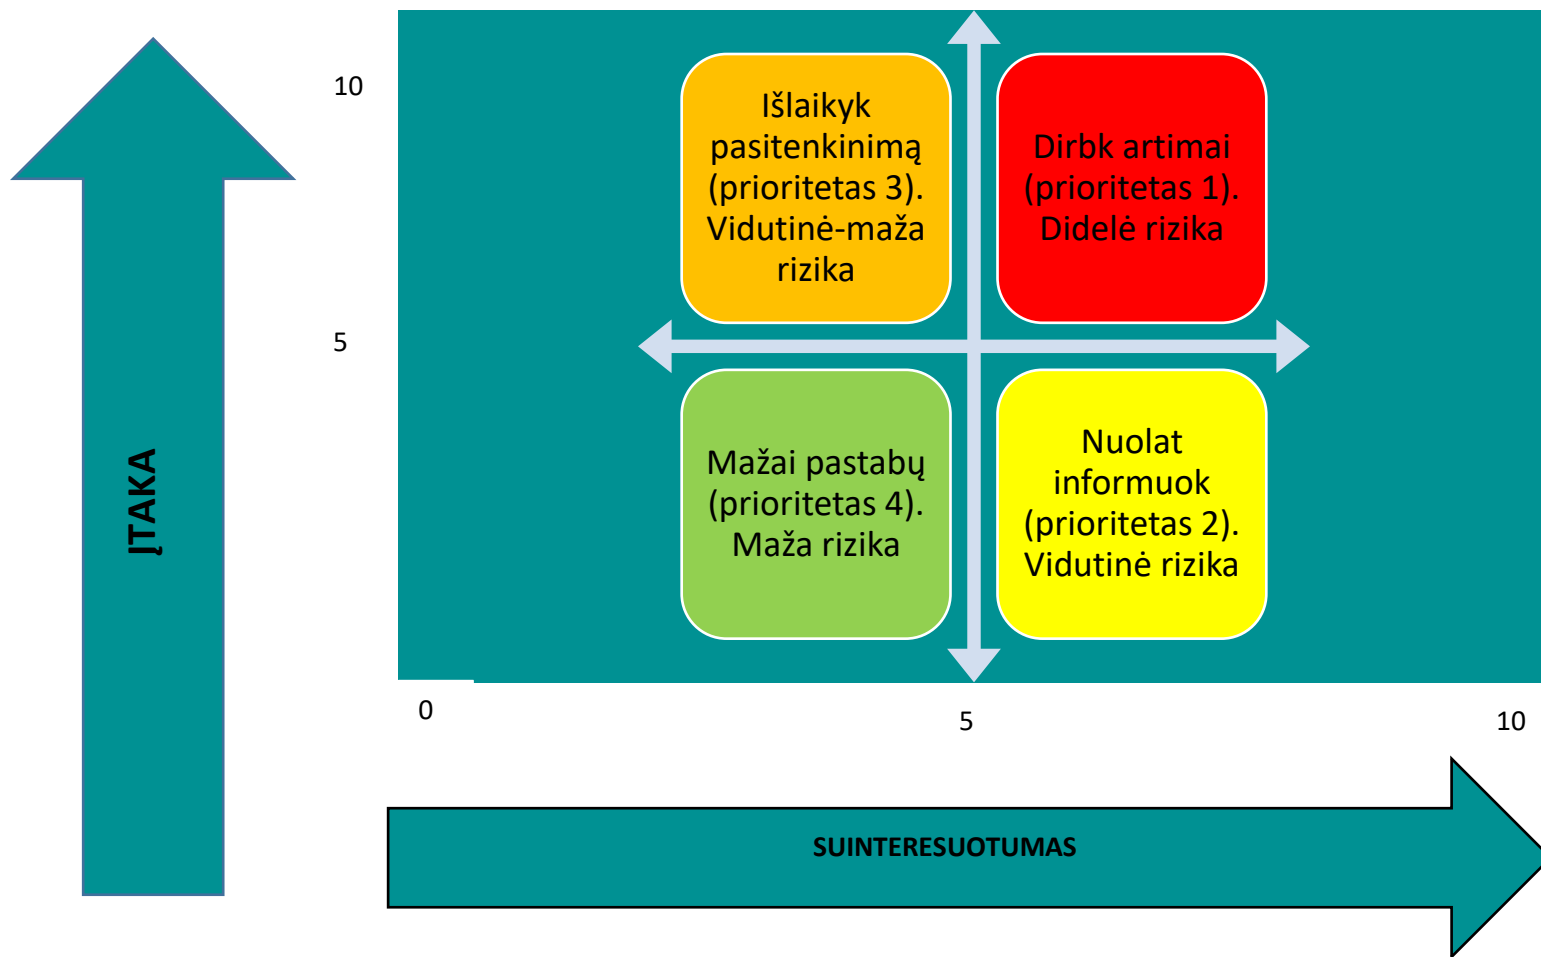 10
Išlaikyk
pasitenkinimą
(prioritetas 3).
Vidutinė-maža
rizika
Dirbk artimai
(prioritetas 1).
Didelė rizika
5
ĮTAKA
Mažai pastabų
(prioritetas 4).
Maža rizika
Nuolat
informuok
(prioritetas 2).
Vidutinė rizika
0
5
10
SUINTERESUOTUMAS